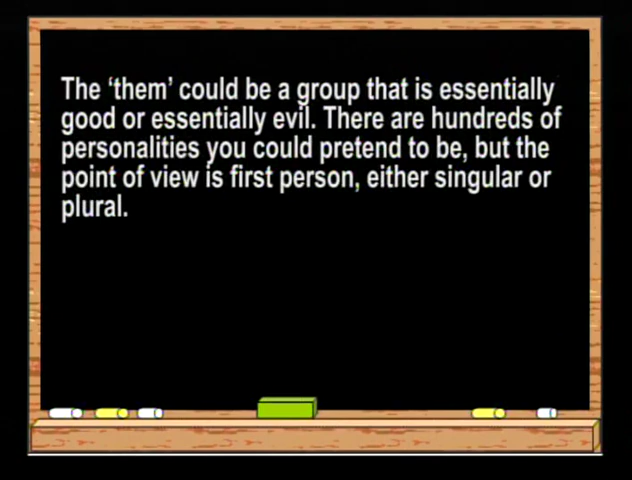 The ‘them’ could be a group that is essentially
good or essentially evil. There are hundreds of
personalities you could pretend to be, but the
point of view is first person, either singular or
plural.